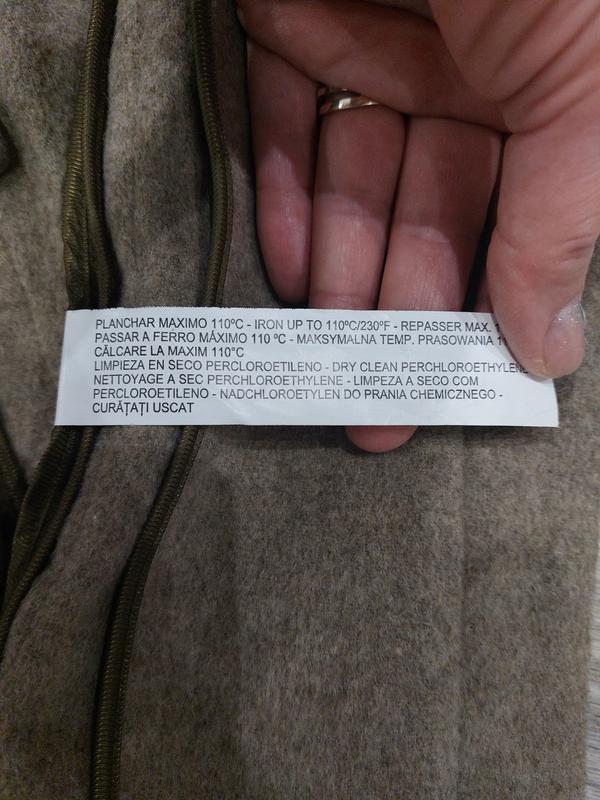 PLANCHAR MAXIMO 110ºC - IRON UP TO 110ºC/230ºF - REPASSER MAX.
PASSAR A FERRO MÁXIMO 110 ºC - MAKSYMALNA TEMP. PRASOWANIA
CĂLCARE LA MAXIM 110°C
LIMPIEZA EN SECO PERCLOROETILENO - DRY CLEAN PERCHLOROETHYLENE
NETTOYAGE A SEC PERCHLOROETHYLENE - LIMPEZA A SECO COM
PERCLOROETILENO - NADCHLOROETYLEN DO PRANIA CHEMICZNEGO -
CURĂȚAȚI USCAT